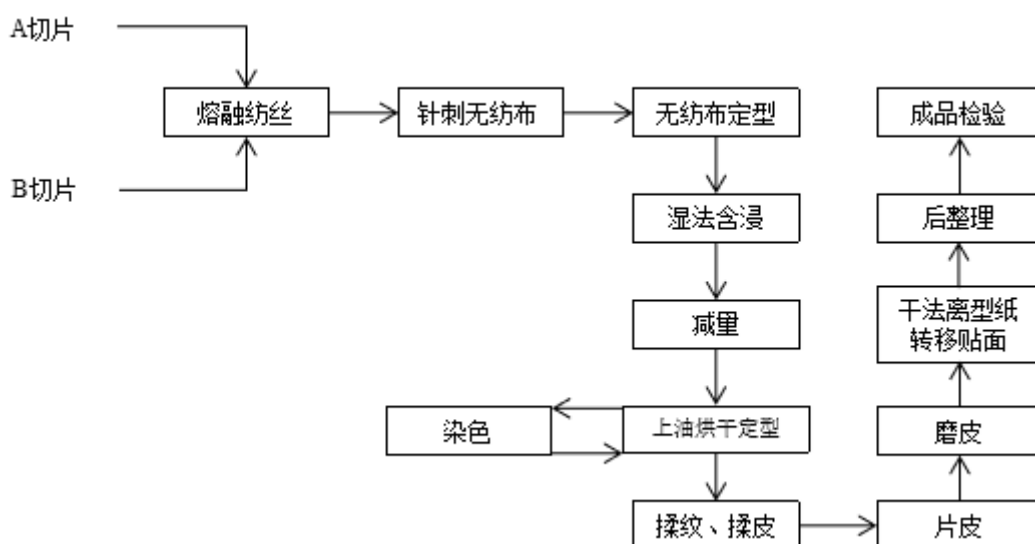 A切片
B切片
熔融纺丝
针刺无纺布
无纺布定型
湿法含浸
减量
上油烘干定型
染色
揉纹、揉皮
片皮
磨皮
干法离型纸
转移贴面
后整理
成品检验